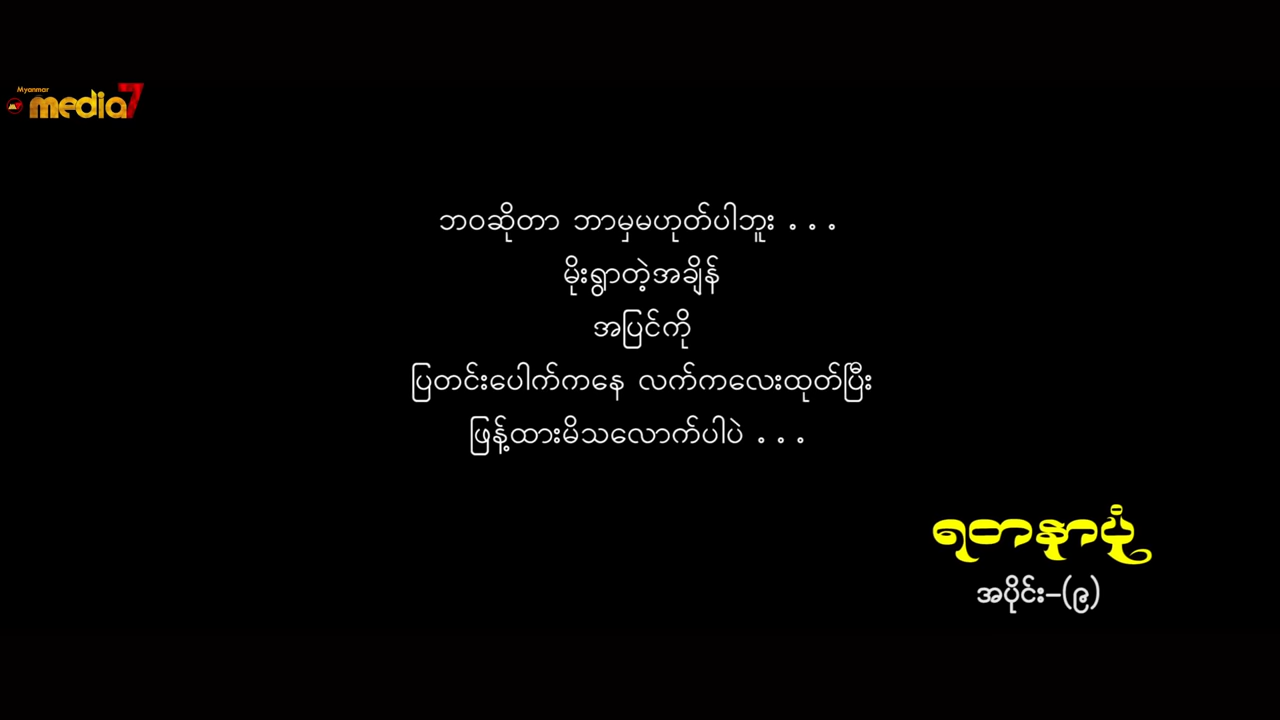 Myanmar
media7
ဘဝဆိုတာ ဘာမှမဟုတ်ပါဘူး . . .
မိုးရွာတဲ့အချိန်
အပြင်ကို
ပြတင်းပေါက်ကနေ လက်ကလေးထုတ်ပြီး
ဖြန့်ထားမိသလောက်ပါပဲ . . .
ရတနာပုံ
အပိုင်း-(၉)